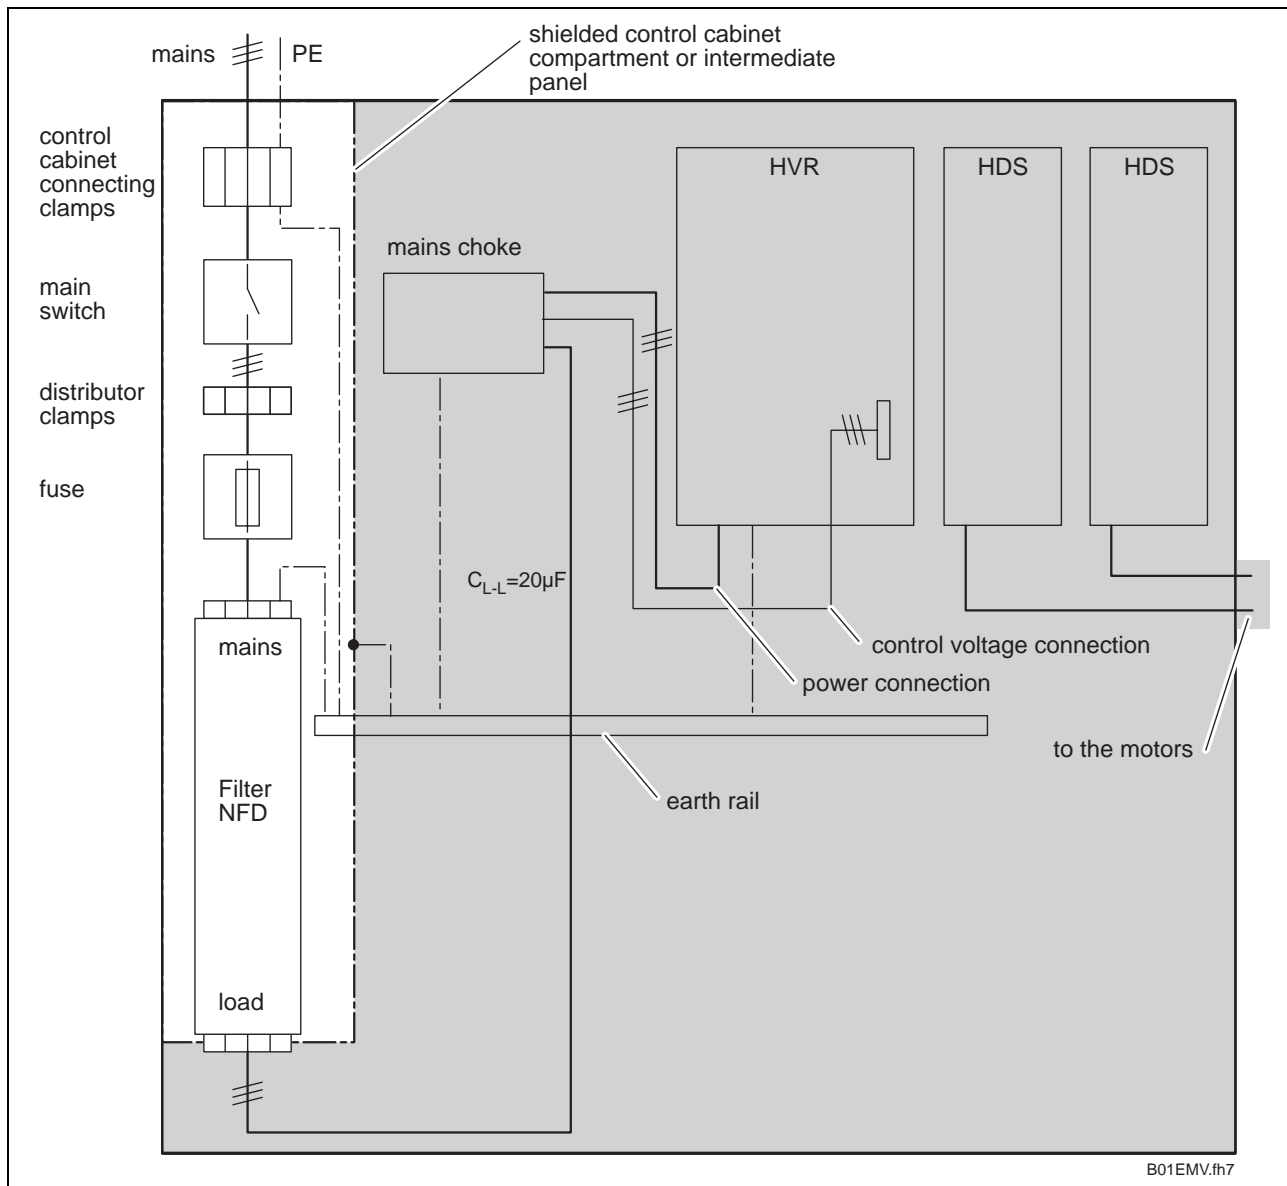 mains
PE
shielded control cabinet
compartment or intermediate
panel
control
cabinet
connecting
clamps
HVR
HDS
HDS
mains choke
main
switch
distributor
clamps
fuse
C_L-L=20µF
mains
control voltage connection
power connection
to the motors
Filter
NFD
earth rail
load
B01EMV.fh7